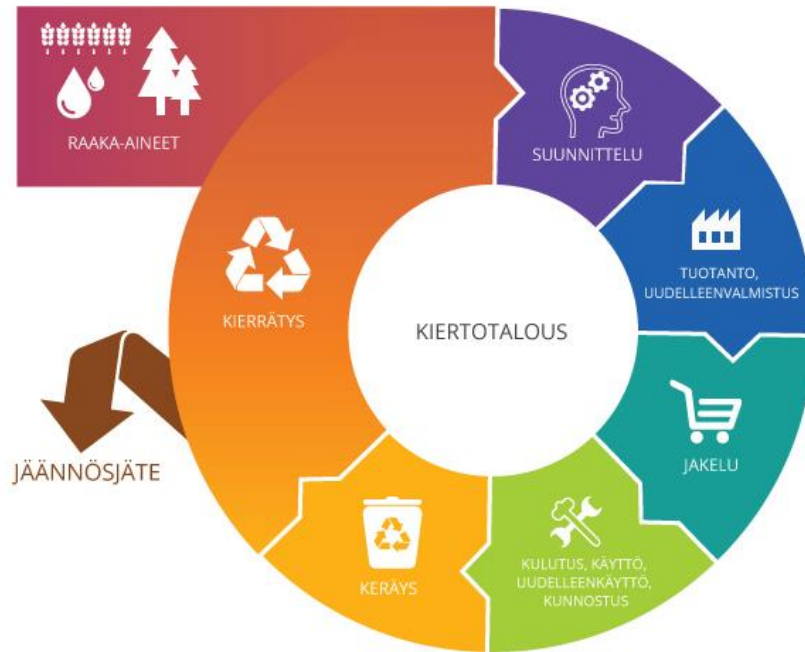 RAAKA-AINEET
SUUNNITTELU
TUOTANTO,
UUDELLEENVALMISTUS
KIERRÄTYS
KIERTOTALOUS
JAKELU
JÄÄNNÖSJÄTE
KERÄYS
KULUTUS, KÄYTTÖ,
UUDELLEENKÄYTTÖ,
KUNNOSTUS